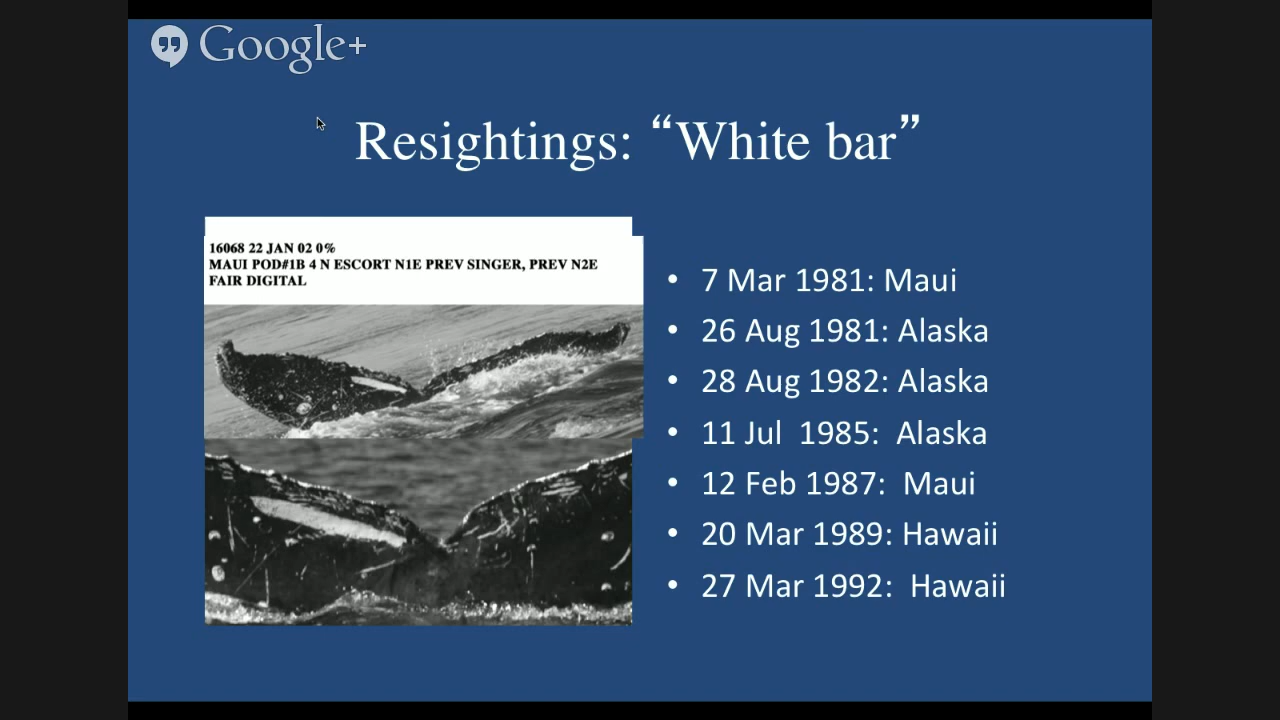 Google+
Resightings: “White bar”
16068 22 JAN 02 0%
MAUI POD#1B 4 N ESCORT N1E PREV SINGER, PREV N2E
FAIR DIGITAL
• 7 Mar 1981: Maui
• 26 Aug 1981: Alaska
• 28 Aug 1982: Alaska
• 11 Jul  1985:  Alaska
• 12 Feb 1987:  Maui
• 20 Mar 1989: Hawaii
• 27 Mar 1992:  Hawaii